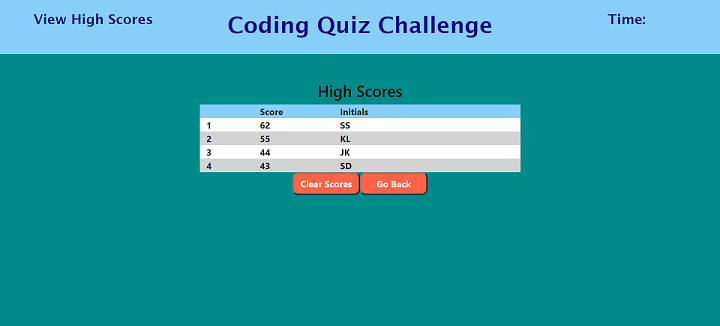 View High Scores Coding Quiz Challenge Time:
High Scores
Score Initials
1 62 SS
2 55 KL
3 44 JK
4 43 SD
Clear Scores Go Back